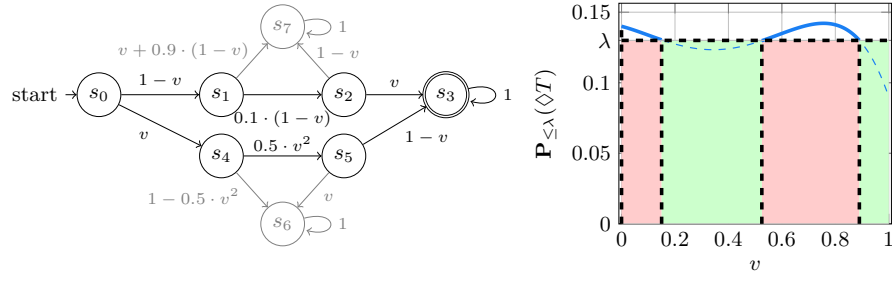 s₇
1
v + 0.9 · (1 − v)
1 − v
start
s₀
1 − v
s₁
s₂
v
s₃
1
0.1 · (1 − v)
v
s₄
0.5 · v²
s₅
1 − v
1 − 0.5 · v²
v
s₆
1
P≤λ(◇T)
0.15
λ
0.1
0.05
0
0 0.2 0.4 0.6 0.8 1
v